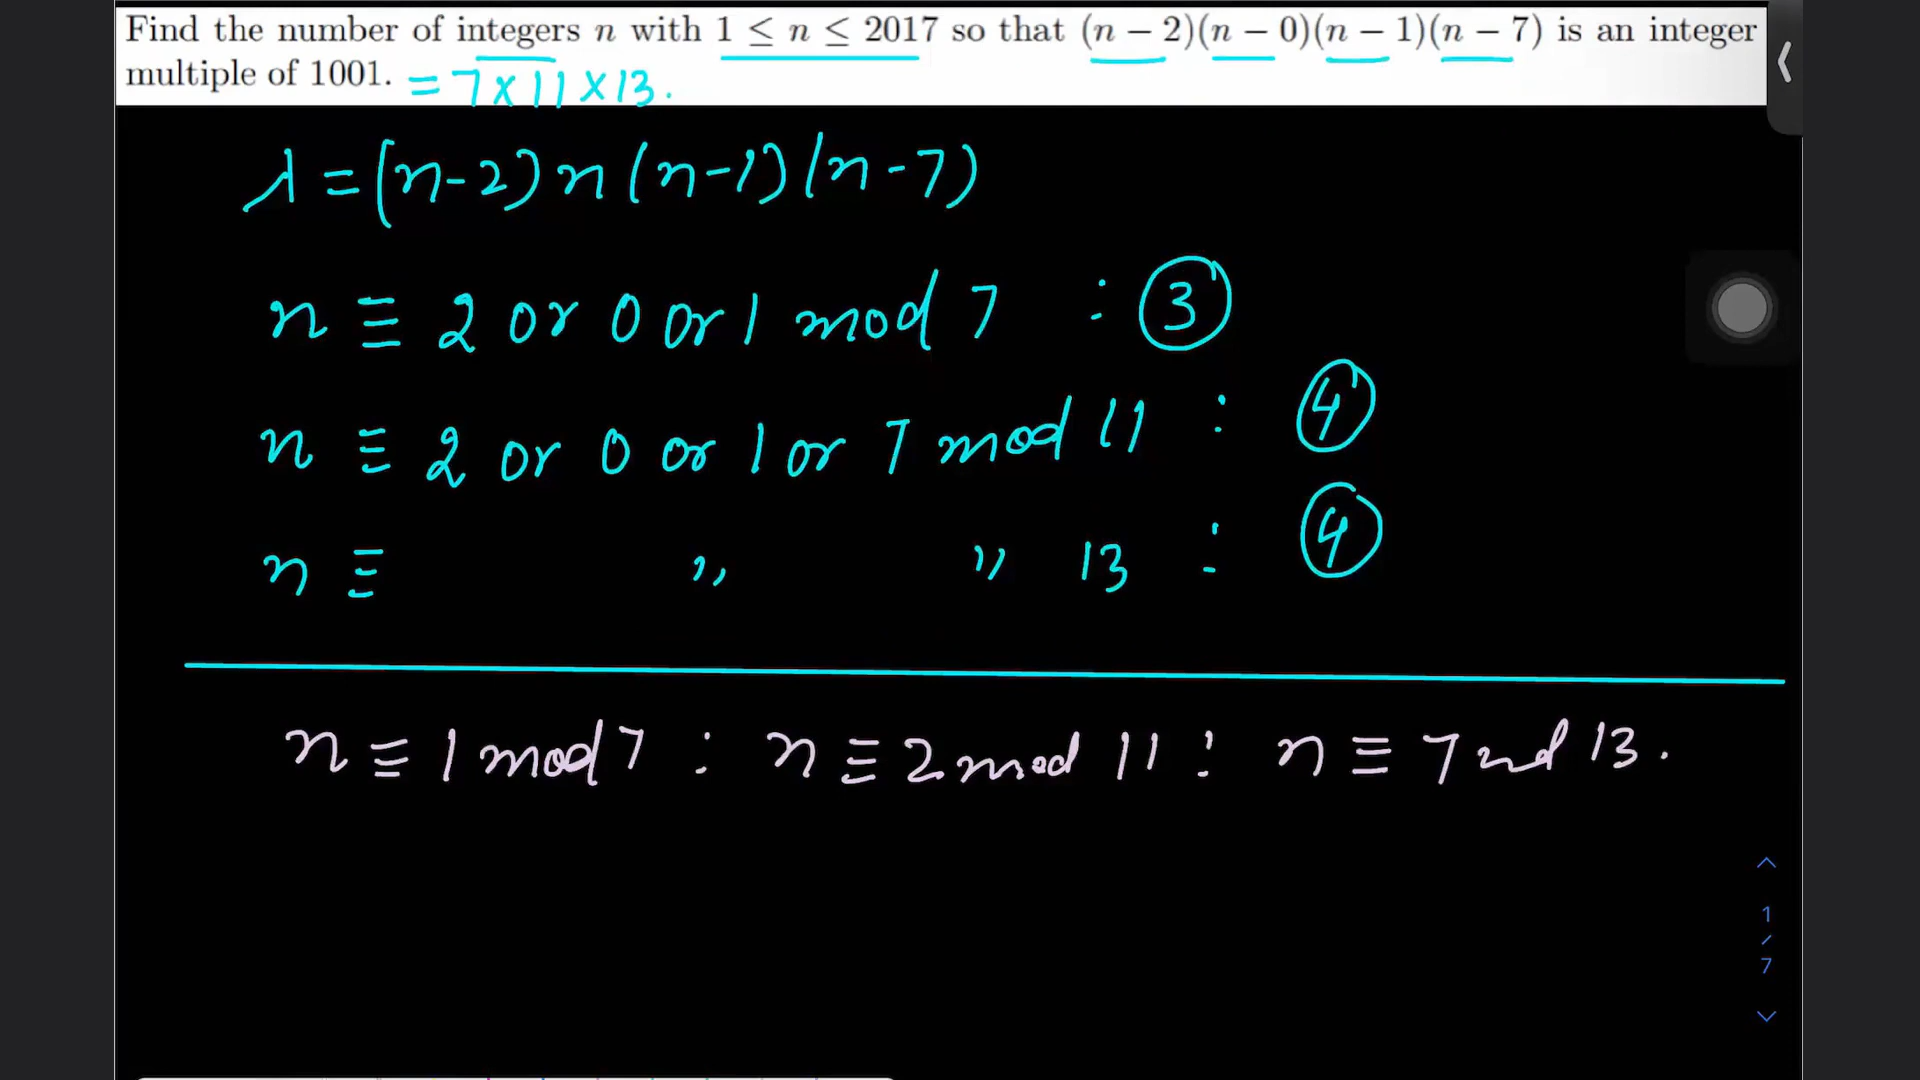 Find the number of integers n with 1 ≤ n ≤ 2017 so that (n − 2)(n − 0)(n − 1)(n − 7) is an integer
multiple of 1001. = 7×11×13.
λ = (n-2) n (n-1) (n-7)
n ≡ 2 or 0 or 1 mod 7 : 3
n ≡ 2 or 0 or 1 or 7 mod 11 : 4
n ≡ " " 13 : 4
n ≡ 1 mod 7 : n ≡ 2 mod 11 : n ≡ 7 md 13.
1
/
7